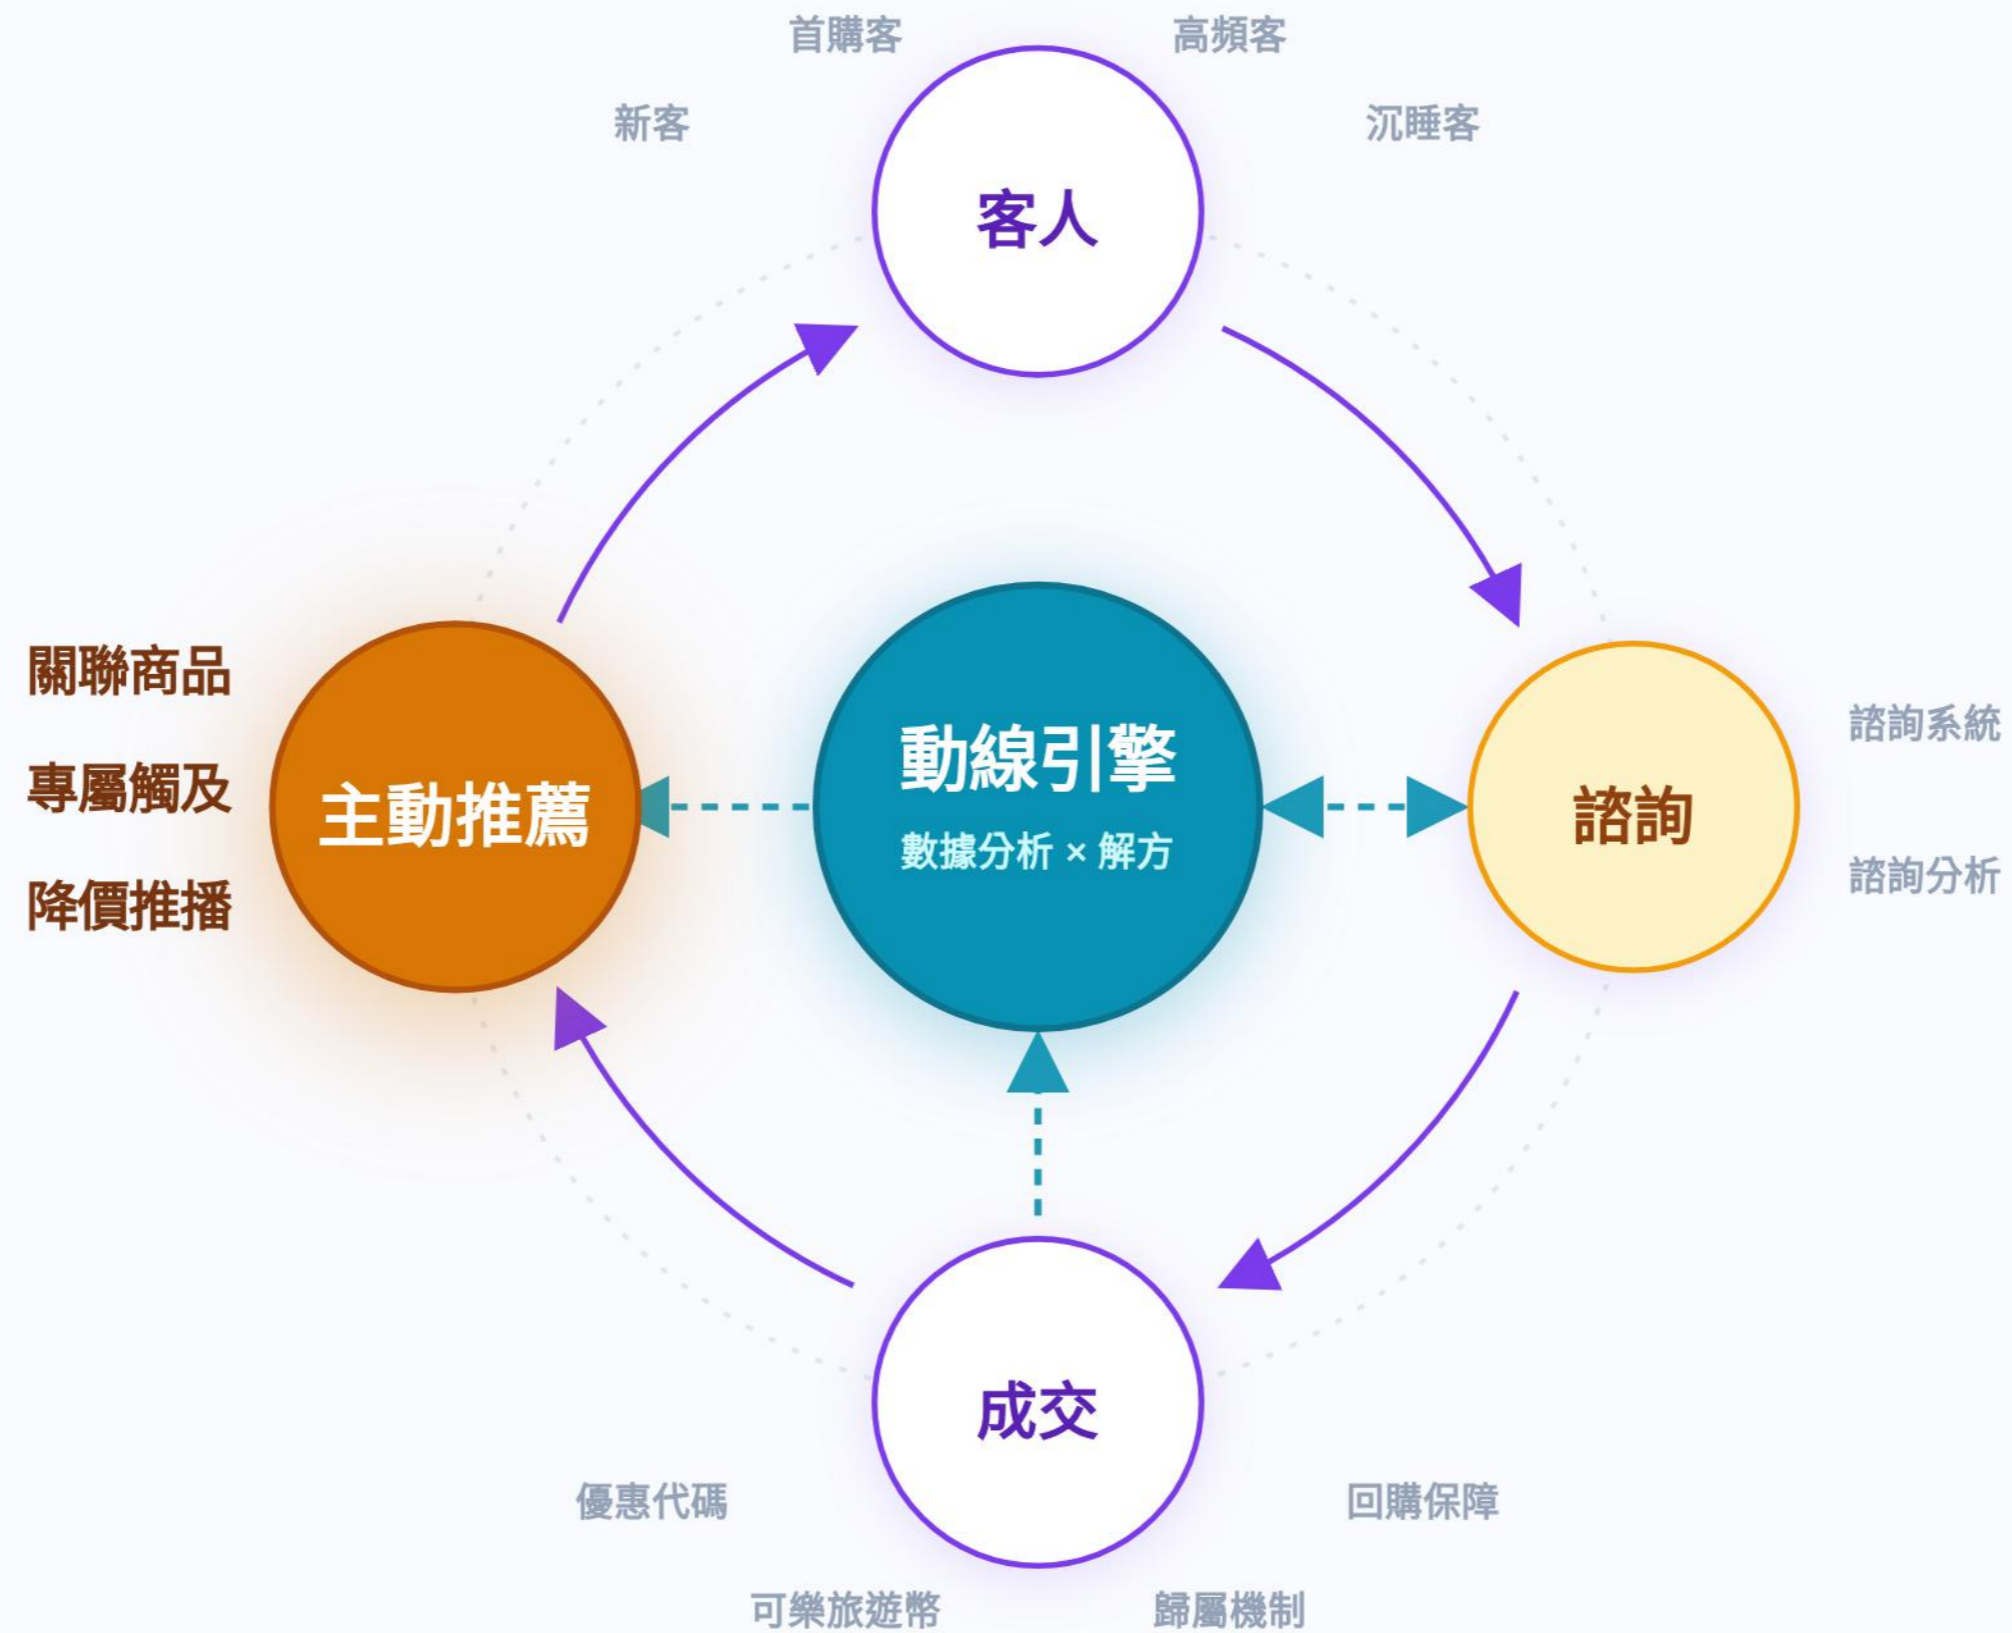 首購客
高頻客
新客
沉睡客
客人
關聯商品
專屬觸及
降價推播
主動推薦
動線引擎
數據分析 × 解方
諮詢
諮詢系統
諮詢分析
成交
優惠代碼
回購保障
可樂旅遊幣
歸屬機制